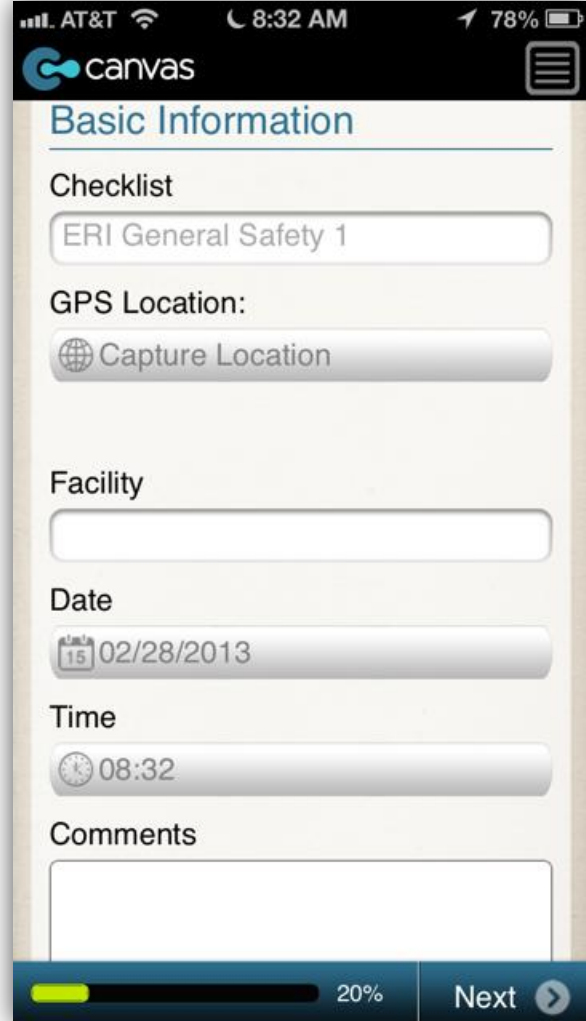 AT&T 8:32 AM 78%
canvas
Basic Information
Checklist
ERI General Safety 1
GPS Location:
Capture Location
Facility
Date
15 02/28/2013
Time
08:32
Comments
20% Next